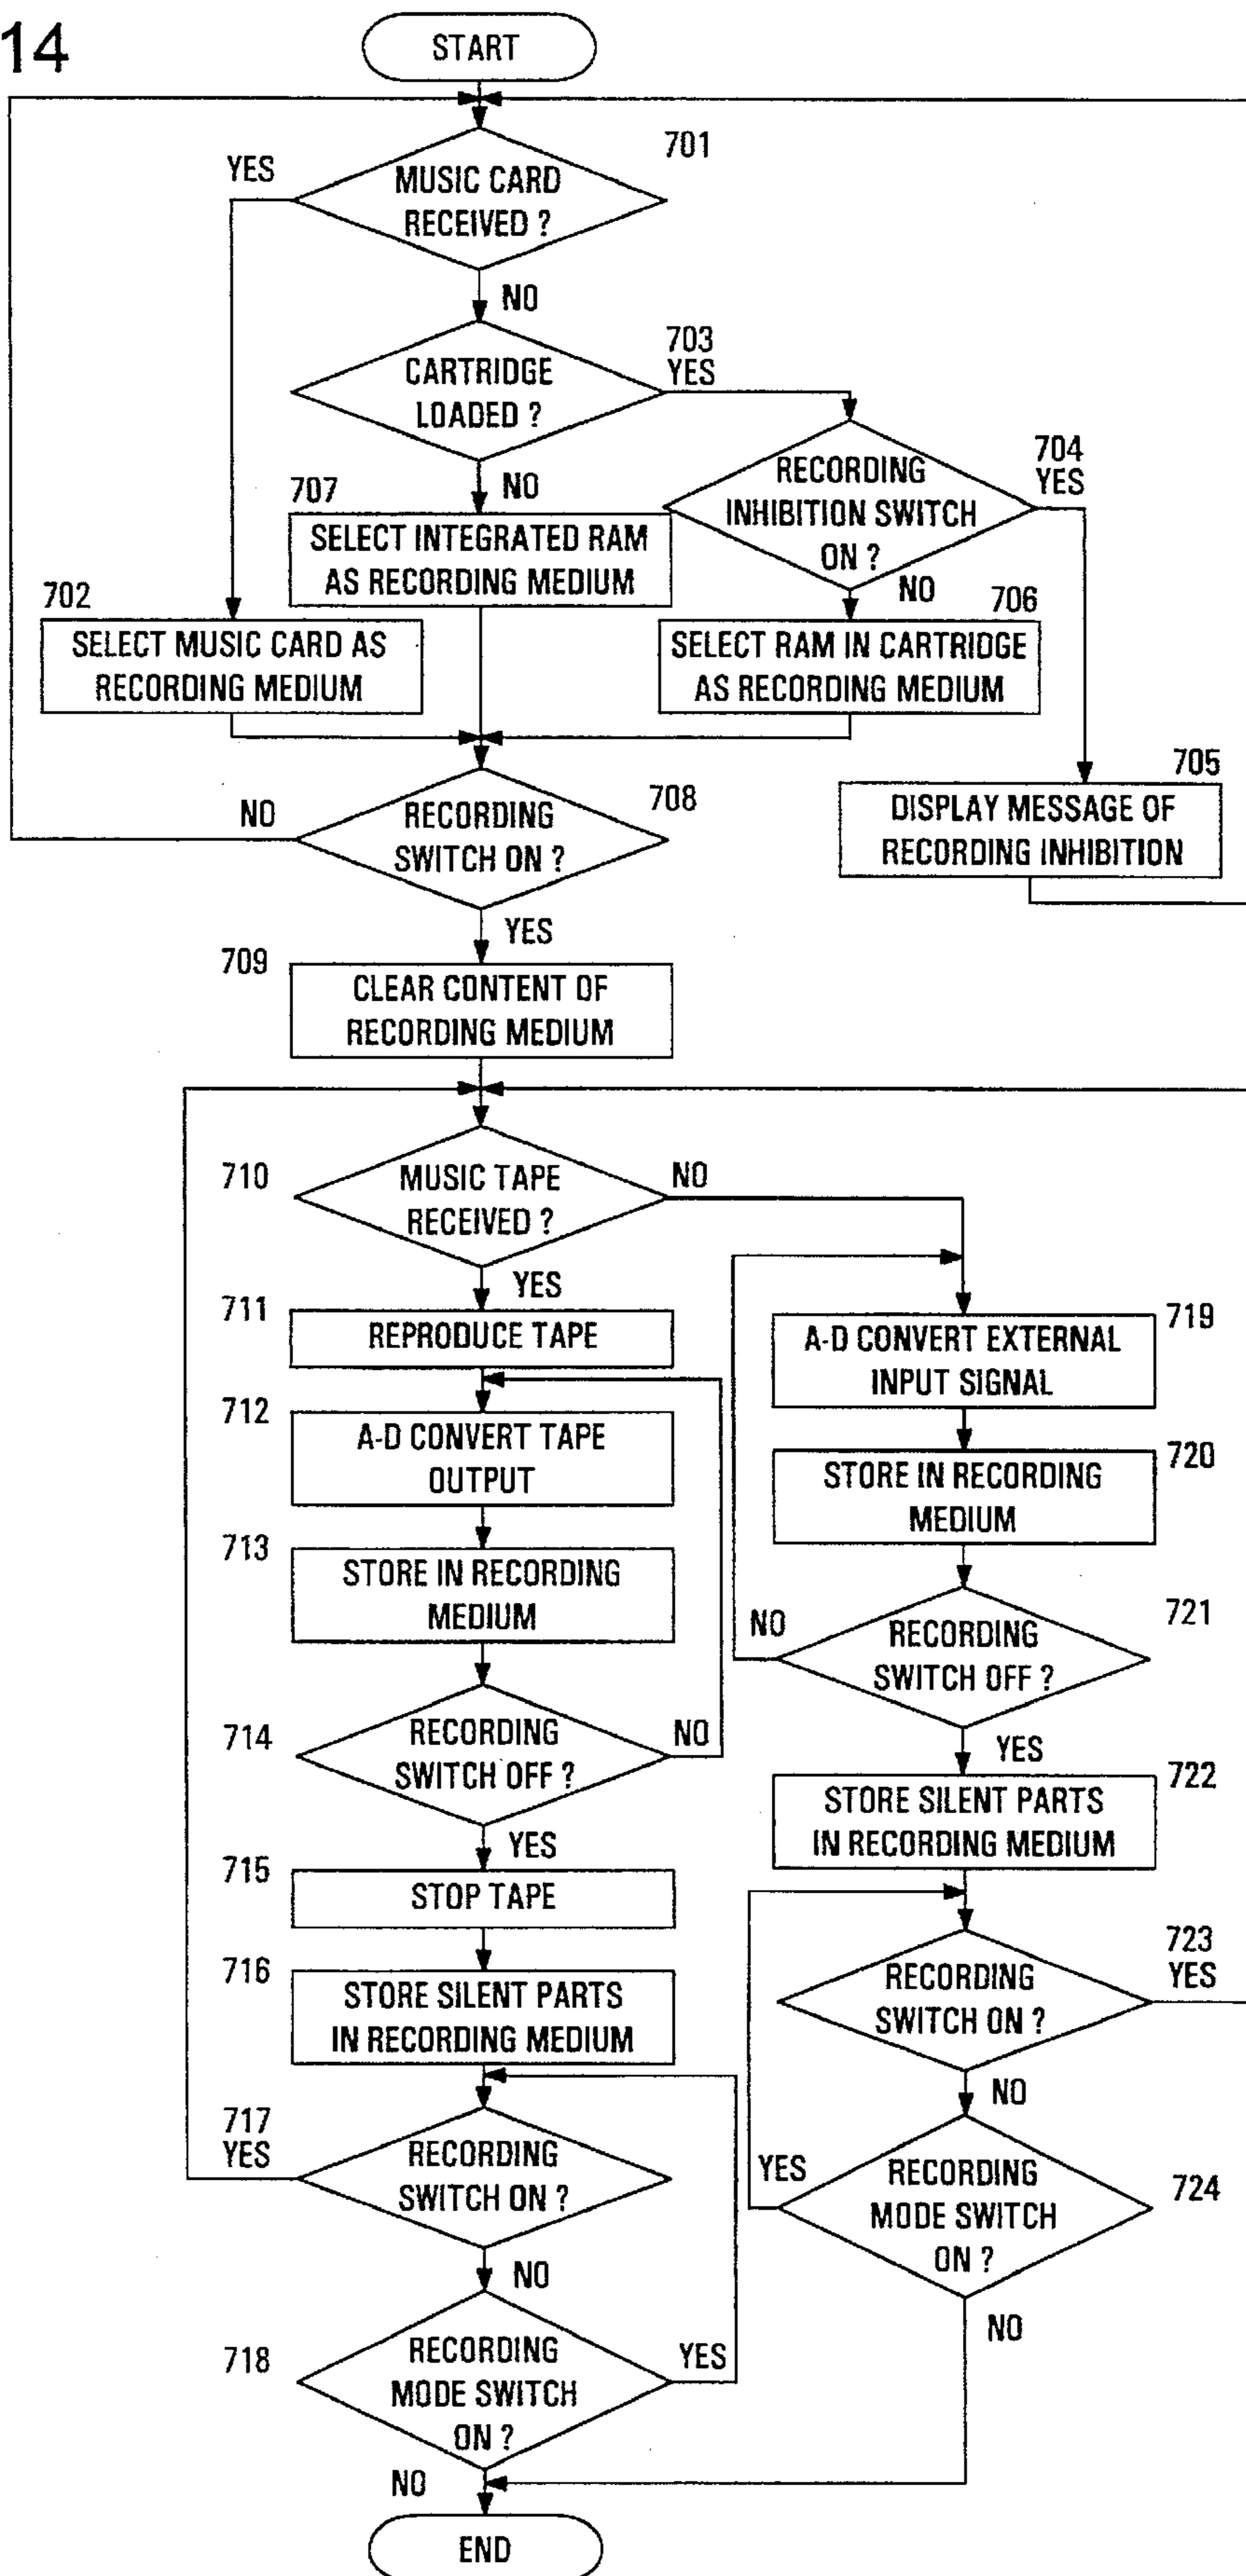 14
START
701
YES
MUSIC CARD
RECEIVED ?
NO
703
YES
CARTRIDGE
LOADED ?
704
YES
RECORDING
INHIBITION SWITCH
ON ?
NO
707
NO
SELECT INTEGRATED RAM
AS RECORDING MEDIUM
702
SELECT MUSIC CARD AS
RECORDING MEDIUM
706
SELECT RAM IN CARTRIDGE
AS RECORDING MEDIUM
705
DISPLAY MESSAGE OF
RECORDING INHIBITION
NO
708
RECORDING
SWITCH ON ?
YES
709
CLEAR CONTENT OF
RECORDING MEDIUM
710
MUSIC TAPE
RECEIVED ?
NO
YES
711
REPRODUCE TAPE
712
A-D CONVERT TAPE
OUTPUT
713
STORE IN RECORDING
MEDIUM
714
RECORDING
SWITCH OFF ?
NO
YES
715
STOP TAPE
716
STORE SILENT PARTS
IN RECORDING MEDIUM
717
YES
RECORDING
SWITCH ON ?
NO
718
RECORDING
MODE SWITCH
ON ?
YES
NO
719
A-D CONVERT EXTERNAL
INPUT SIGNAL
720
STORE IN RECORDING
MEDIUM
721
NO
RECORDING
SWITCH OFF ?
YES
722
STORE SILENT PARTS
IN RECORDING MEDIUM
723
YES
RECORDING
SWITCH ON ?
NO
724
YES
RECORDING
MODE SWITCH
ON ?
NO
END